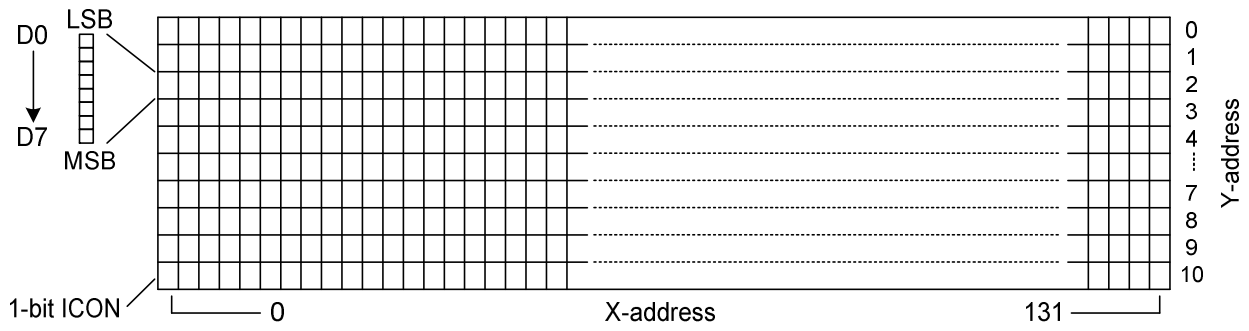 LSB
D0
D7
MSB
1-bit ICON
0
X-address
131
0
1
2
3
4
7
8
9
10
Y-address